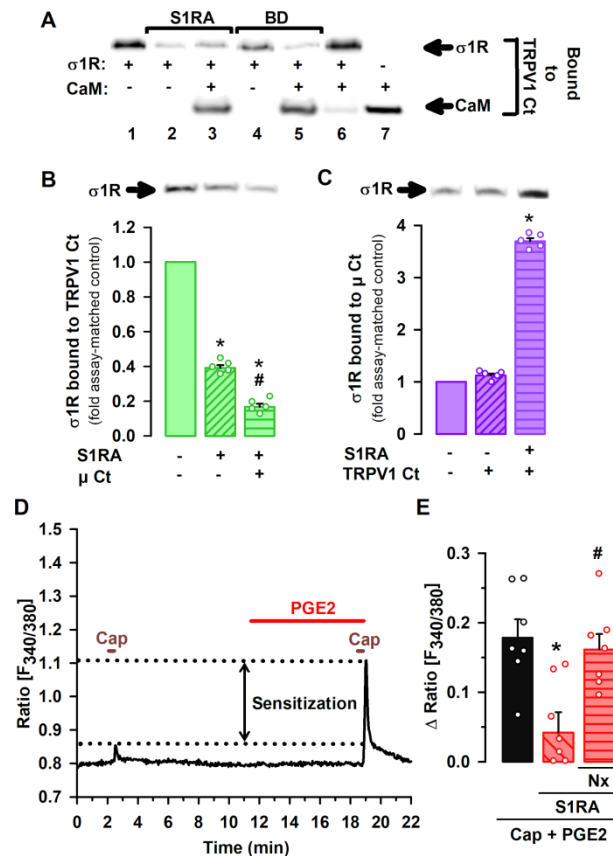 A
S1RA BD
σ1R
σ1R: + + + + + + -
CaM: - - + - + + +
CaM
1 2 3 4 5 6 7
Bound
to
TRPV1 Ct
B
σ1R
σ1R bound to TRPV1 Ct
(fold assay-matched control)
1.2
1.0
0.8
0.6
0.4
0.2
0.0
*
*
#
S1RA - + +
µ Ct - - +
C
σ1R
σ1R bound to µ Ct
(fold assay-matched control)
4
3
2
1
0
*
S1RA - - +
TRPV1 Ct - + +
D
Ratio [F340/380]
1.5
1.4
1.3
1.2
1.1
1.0
0.9
0.8
0.7
PGE2
Cap Cap
Sensitization
0 2 4 6 8 10 12 14 16 18 20 22
Time (min)
E
Δ Ratio [F340/380]
0.3
0.2
0.1
0.0
*
#
Nx
S1RA
Cap + PGE2